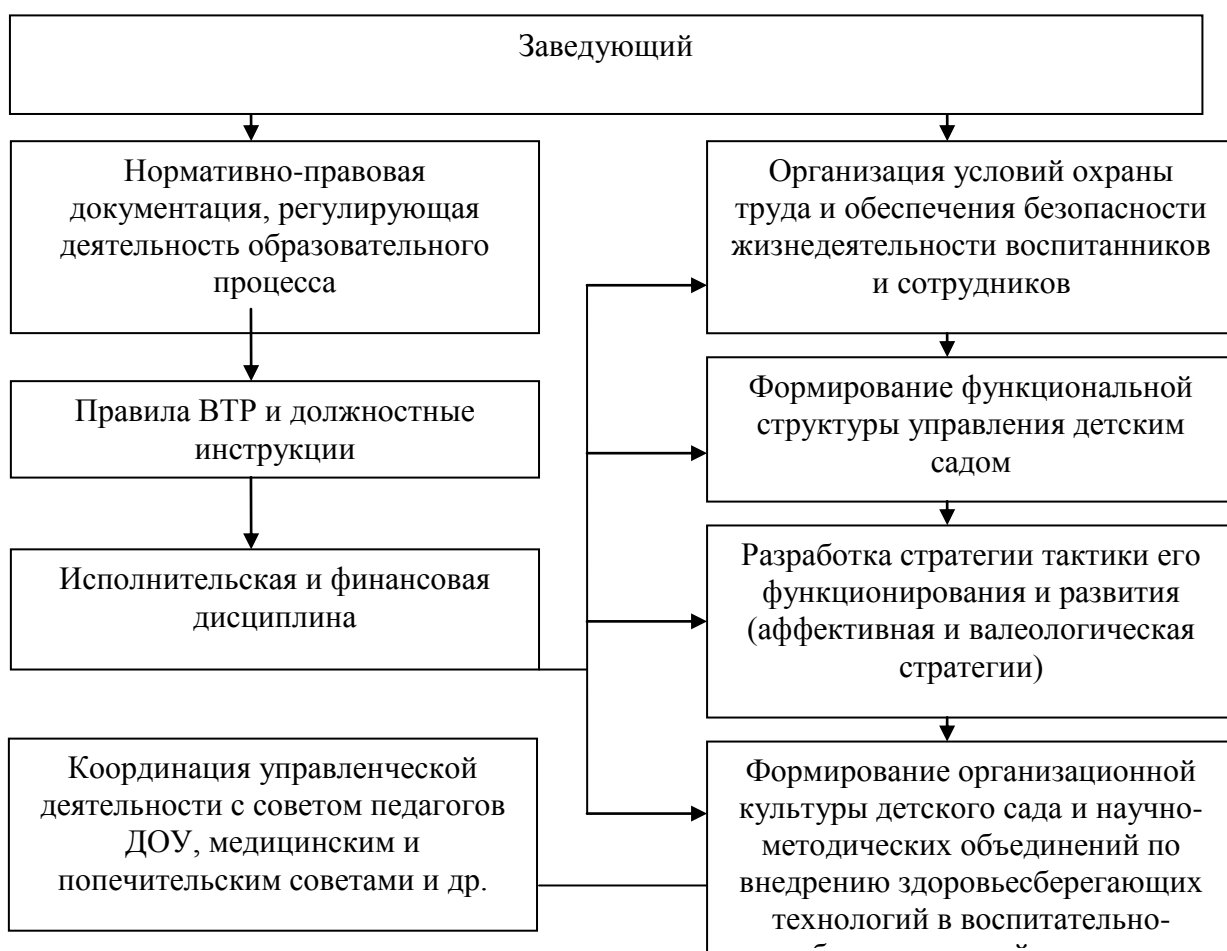 Заведующий
Нормативно-правовая
документация, регулирующая
деятельность образовательного
процесса
Правила ВТР и должностные
инструкции
Исполнительская и финансовая
дисциплина
Координация управленческой
деятельности с советом педагогов
ДОУ, медицинским и
попечительским советами и др.
Организация условий охраны
труда и обеспечения безопасности
жизнедеятельности воспитанников
и сотрудников
Формирование функциональной
структуры управления детским
садом
Разработка стратегии тактики его
функционирования и развития
(аффективная и валеологическая
стратегии)
Формирование организационной
культуры детского сада и научно-
методических объединений по
внедрению здоровьесберегающих
технологий в воспитательно-